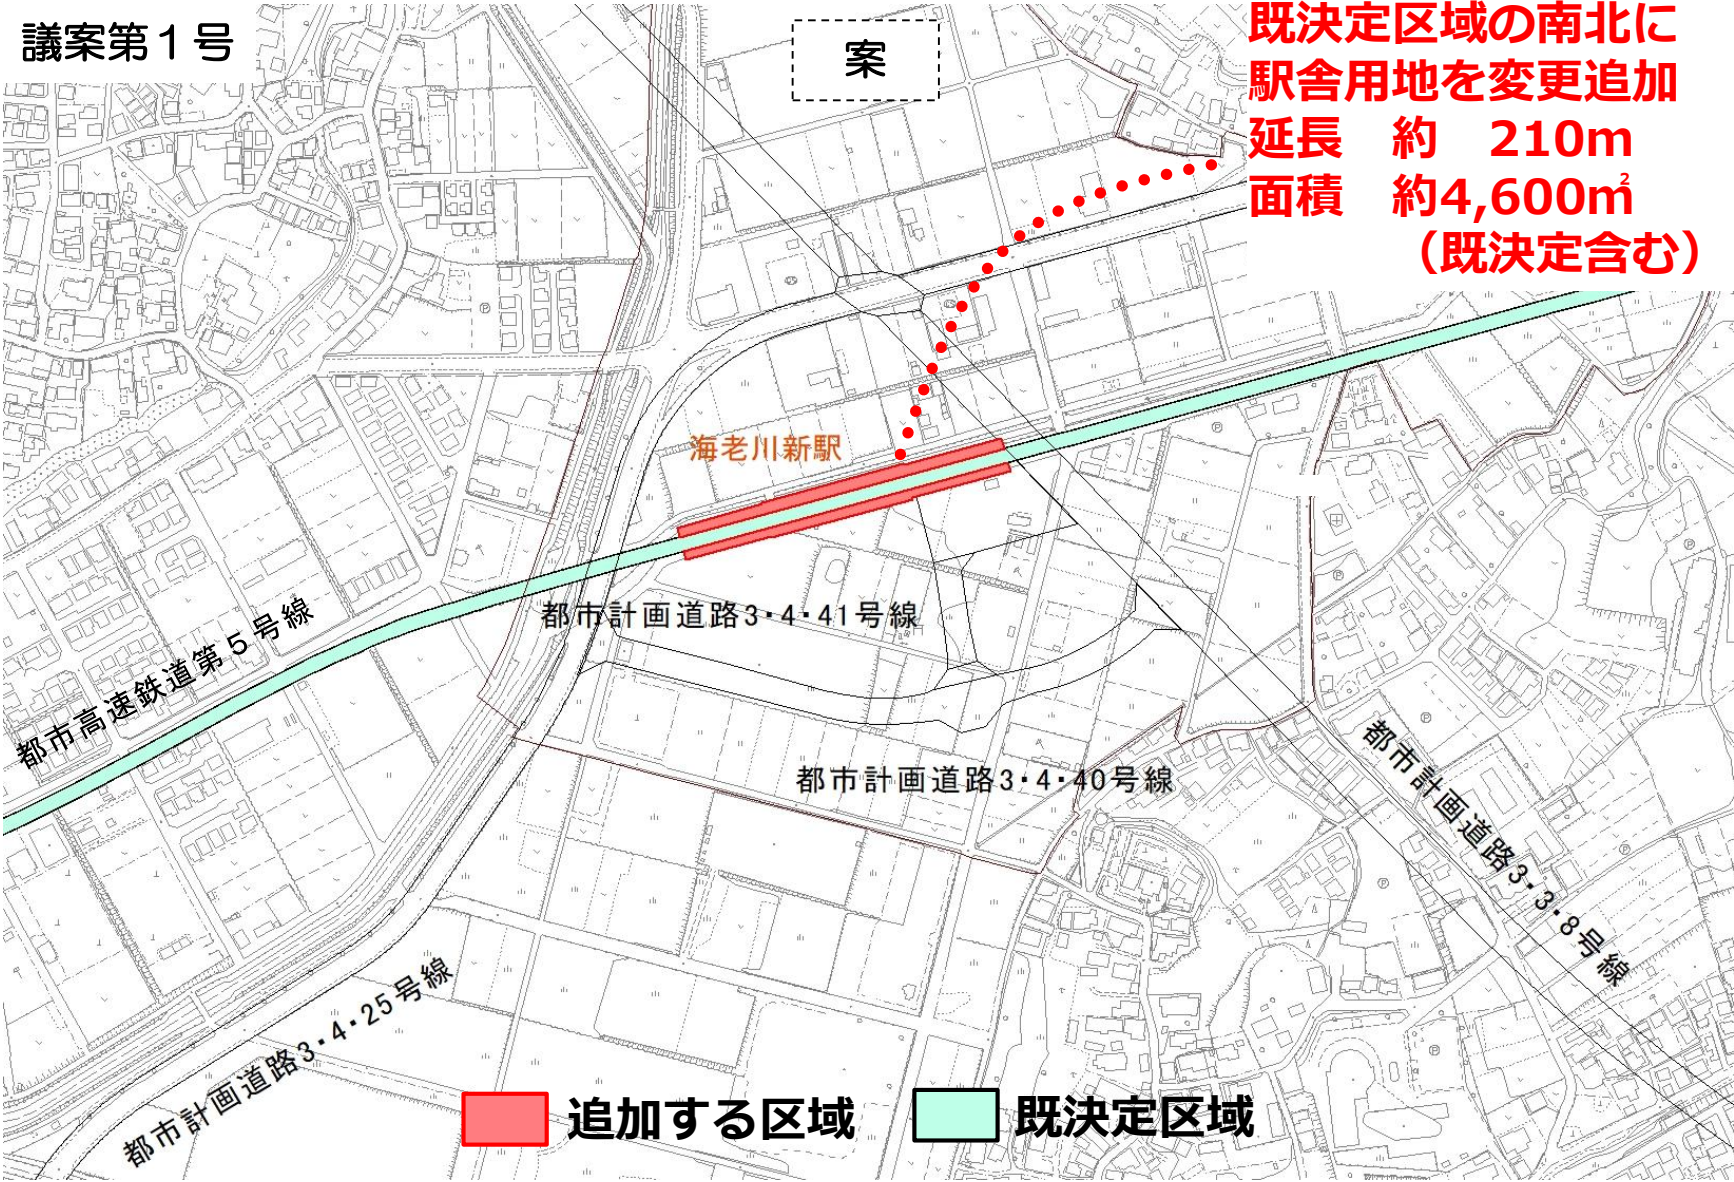 議案第１号
案
既決定区域の南北に
駅舎用地を変更追加
延長　約　210m
面積　約4,600㎡
（既決定含む）
海老川新駅
都市計画道路3・4・41号線
都市高速鉄道第５号線
都市計画道路3・4・40号線
都市計画道路3・3・8号線
都市計画道路3・4・25号線
追加する区域
既決定区域